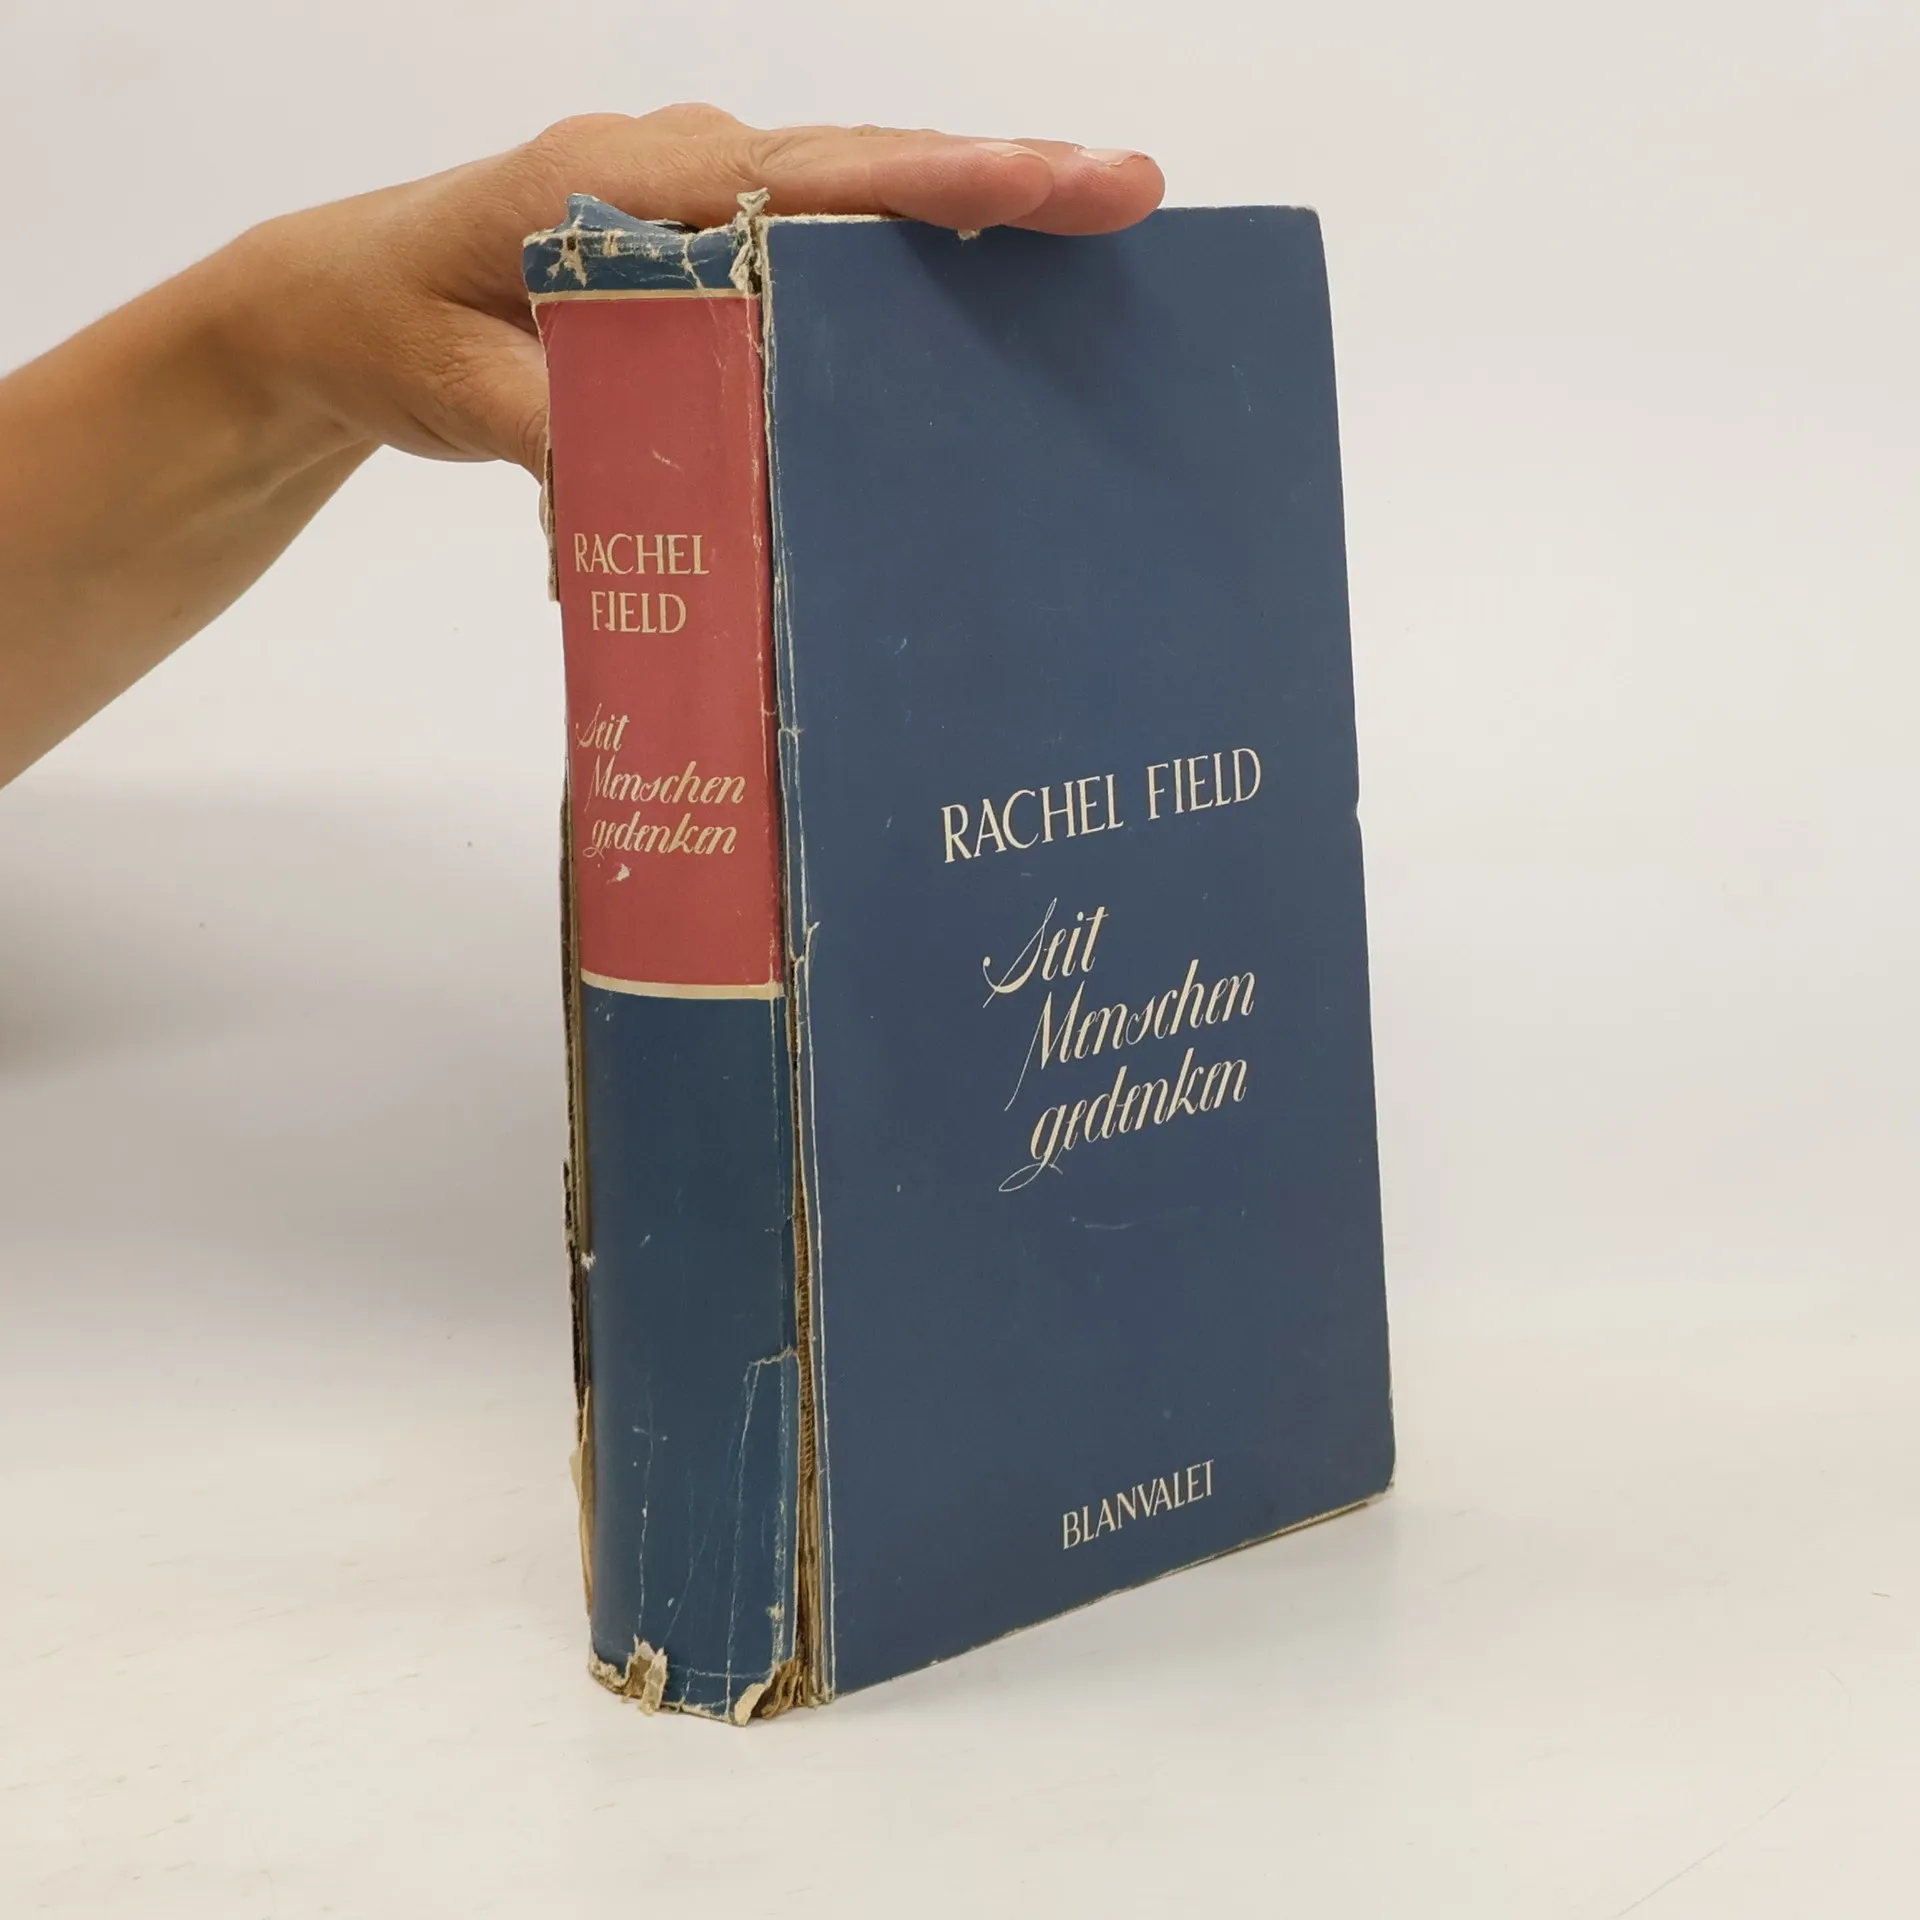 RACHEL
FIELD
Seit
Menschen
gedenken
RACHEL FIELD
Seit
Menschen
gedenken
BLANVALET